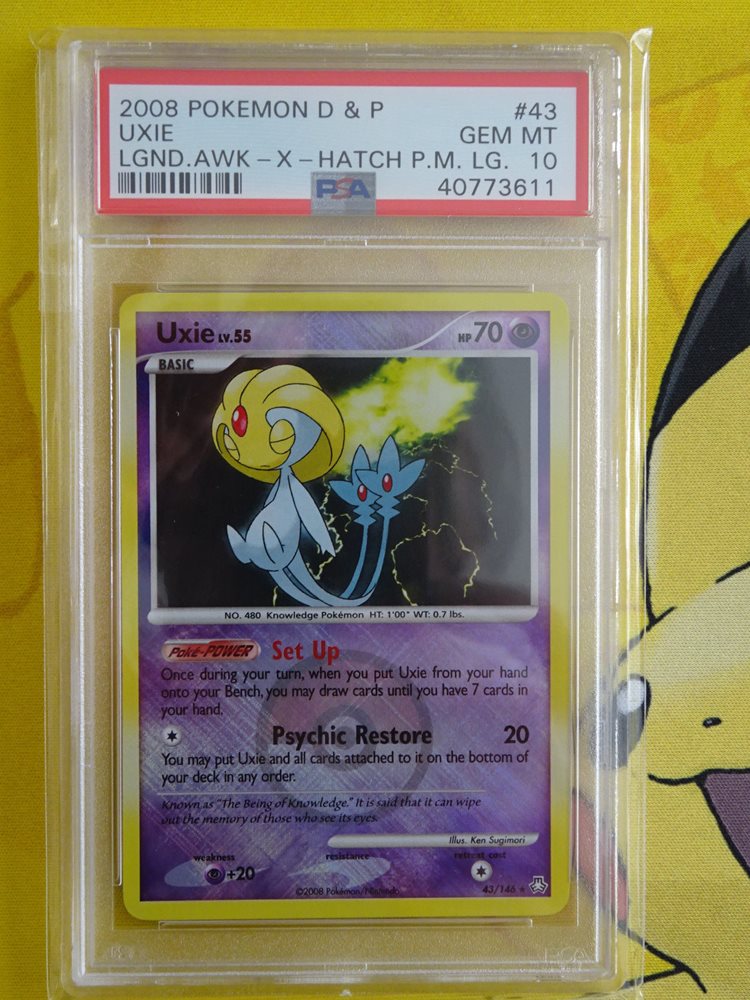 2008 POKEMON D & P #43
UXIE GEM MT
LGND.AWK – X – HATCH P.M. LG. 10
PSA 40773611
Uxie LV.55 HP 70
BASIC
NO. 480 Knowledge Pokémon HT: 1'00" WT: 0.7 lbs.
Poké-POWER Set Up
Once during your turn, when you put Uxie from your hand
onto your Bench, you may draw cards until you have 7 cards in
your hand.
Psychic Restore 20
You may put Uxie and all cards attached to it on the bottom of
your deck in any order.
Known as "The Being of Knowledge." It is said that it can wipe
out the memory of those who see its eyes.
Illus. Ken Sugimori
weakness resistance retreat cost
+20
©2008 Pokémon/Nintendo 43/146